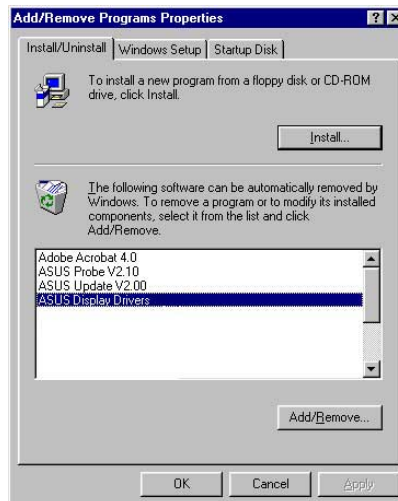 Add/Remove Programs Properties
Install/Uninstall Windows Setup Startup Disk
To install a new program from a floppy disk or CD-ROM
drive, click Install.
Install...
The following software can be automatically removed by
Windows. To remove a program or to modify its installed
components, select it from the list and click
Add/Remove.
Adobe Acrobat 4.0
ASUS Probe V2.10
ASUS Update V2.00
ASUS Display Drivers
Add/Remove...
OK Cancel Apply